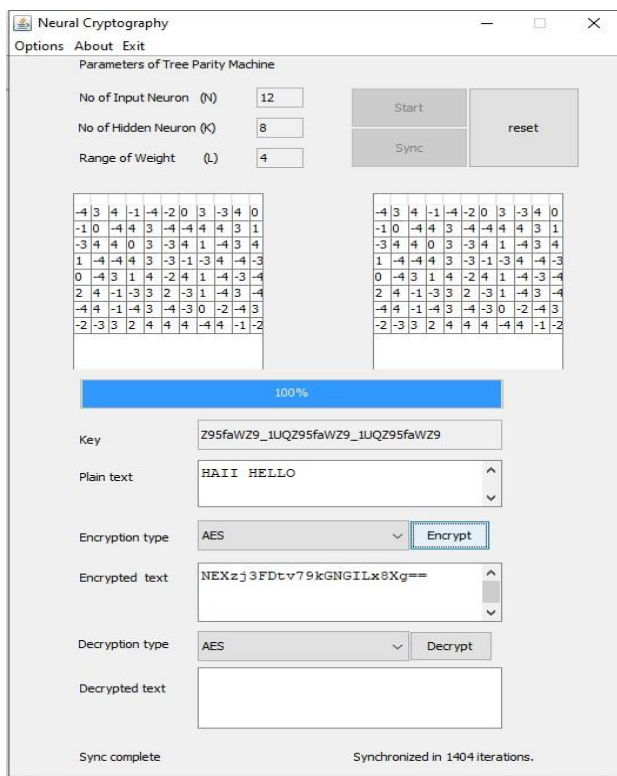 Neural Cryptography
Options About Exit
Parameters of Tree Parity Machine
No of Input Neuron (N) 12
No of Hidden Neuron (K) 8
Range of Weight (L) 4
Start
Sync
reset
-4 3 4 -1 -4 -2 0 3 -3 4 0
-1 0 -4 4 3 -4 -4 4 4 3 1
-3 4 4 0 3 -3 4 1 -4 3 4
1 -4 -4 4 3 -3 -1 -3 4 -4 -3
0 -4 3 1 4 -2 4 1 -4 -3 -4
2 4 -1 -3 3 2 -3 1 -4 3 -4
-4 4 -1 -4 3 -4 -3 0 -2 -4 3
-2 -3 3 2 4 4 4 -4 4 -1 -2
-4 3 4 -1 -4 -2 0 3 -3 4 0
-1 0 -4 4 3 -4 -4 4 4 3 1
-3 4 4 0 3 -3 4 1 -4 3 4
1 -4 -4 4 3 -3 -1 -3 4 -4 -3
0 -4 3 1 4 -2 4 1 -4 -3 -4
2 4 -1 -3 3 2 -3 1 -4 3 -4
-4 4 -1 -4 3 -4 -3 0 -2 -4 3
-2 -3 3 2 4 4 4 -4 4 -1 -2
100%
Key Z95faWZ9_1UQZ95faWZ9_1UQZ95faWZ9
Plain text HAII HELLO
Encryption type AES Encrypt
Encrypted text NEXzj3FDtv79kGNGILx8Xg==
Decryption type AES Decrypt
Decrypted text
Sync complete Synchronized in 1404 iterations.